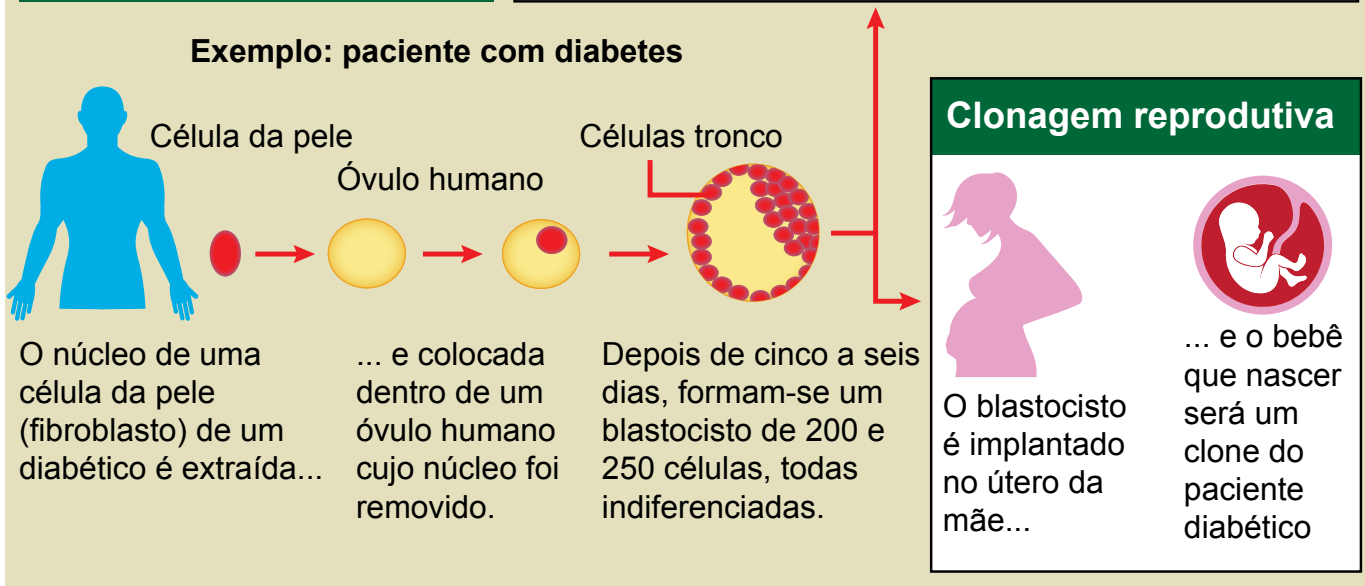 Exemplo: paciente com diabetes
Célula da pele
Óvulo humano
Células tronco
O núcleo de uma
célula da pele
(fibroblasto) de um
diabético é extraída...
... e colocada
dentro de um
óvulo humano
cujo núcleo foi
removido.
Depois de cinco a seis
dias, formam-se um
blastocisto de 200 e
250 células, todas
indiferenciadas.
Clonagem reprodutiva
O blastocisto
é implantado
no útero da
mãe...
... e o bebê
que nascer
será um
clone do
paciente
diabético